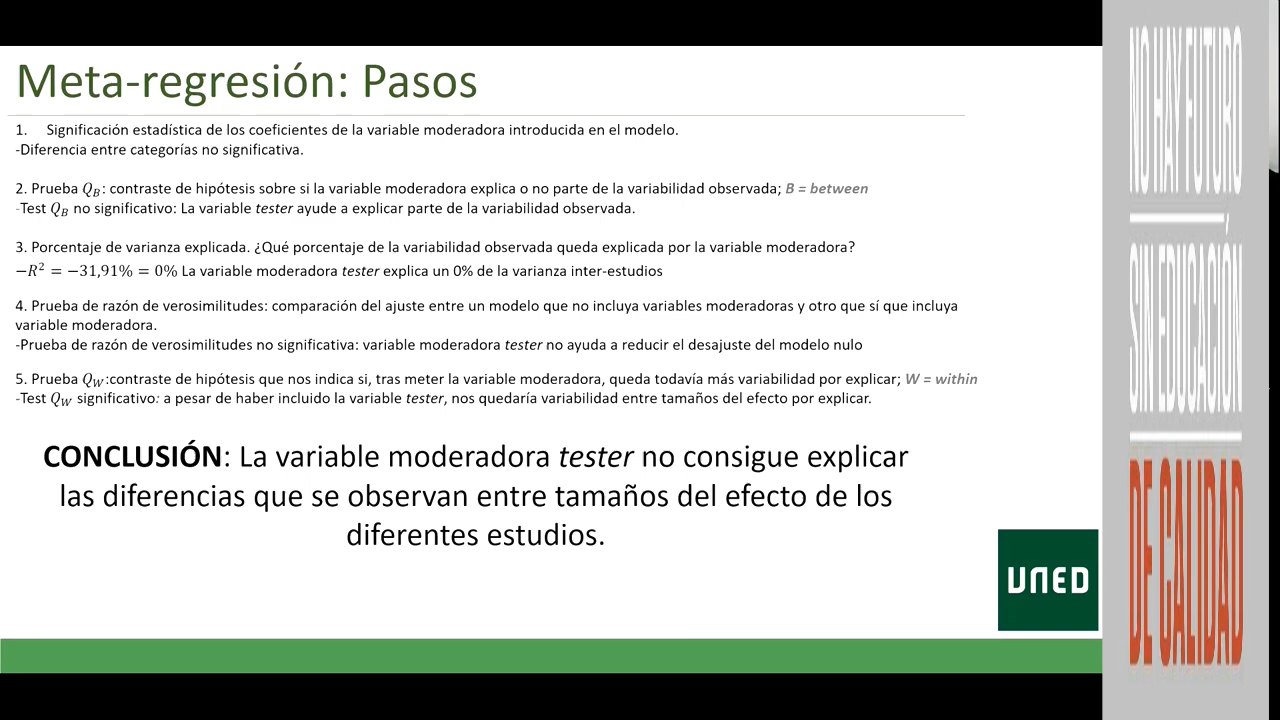 Meta-regresión: Pasos
1. Significación estadística de los coeficientes de la variable moderadora introducida en el modelo.
-Diferencia entre categorías no significativa.
2. Prueba Q_B: contraste de hipótesis sobre si la variable moderadora explica o no parte de la variabilidad observada; B = between
-Test Q_B no significativo: La variable tester ayude a explicar parte de la variabilidad observada.
3. Porcentaje de varianza explicada. ¿Qué porcentaje de la variabilidad observada queda explicada por la variable moderadora?
−R² = −31,91% = 0% La variable moderadora tester explica un 0% de la varianza inter-estudios
4. Prueba de razón de verosimilitudes: comparación del ajuste entre un modelo que no incluya variables moderadoras y otro que sí que incluya
variable moderadora.
-Prueba de razón de verosimilitudes no significativa: variable moderadora tester no ayuda a reducir el desajuste del modelo nulo
5. Prueba Q_W:contraste de hipótesis que nos indica si, tras meter la variable moderadora, queda todavía más variabilidad por explicar; W = within
-Test Q_W significativo: a pesar de haber incluido la variable tester, nos quedaría variabilidad entre tamaños del efecto por explicar.
CONCLUSIÓN: La variable moderadora tester no consigue explicar
las diferencias que se observan entre tamaños del efecto de los
diferentes estudios.
UNED
NO HAY FUTURO
SIN EDUCACIÓN
DE CALIDAD